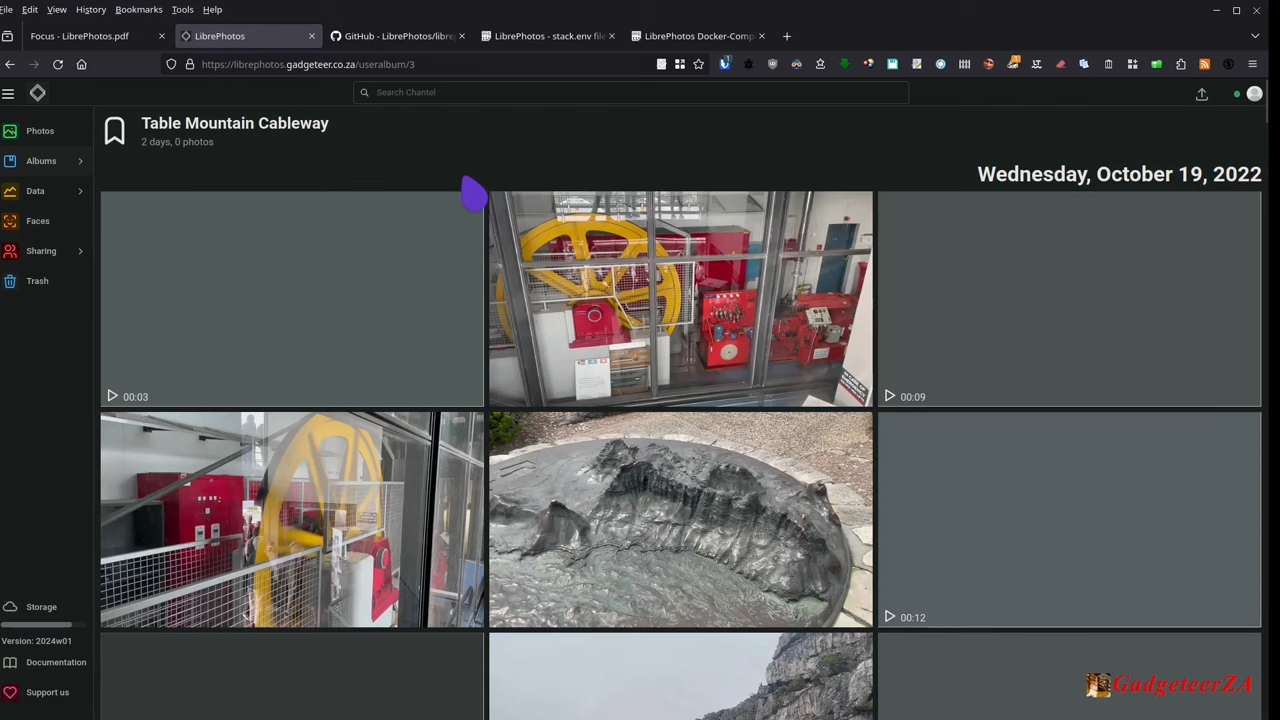 File Edit View History Bookmarks Tools Help
Focus - LibrePhotos.pdf
LibrePhotos
GitHub - LibrePhotos/libre
LibrePhotos - stack.env file
LibrePhotos Docker-Comp
https://librephotos.gadgeteer.co.za/useralbum/3
Search Chantel
Photos
Albums
Data
Faces
Sharing
Trash
Table Mountain Cableway
2 days, 0 photos
Wednesday, October 19, 2022
00:03
00:09
00:12
Storage
Version: 2024w01
Documentation
Support us
GadgeteerZA